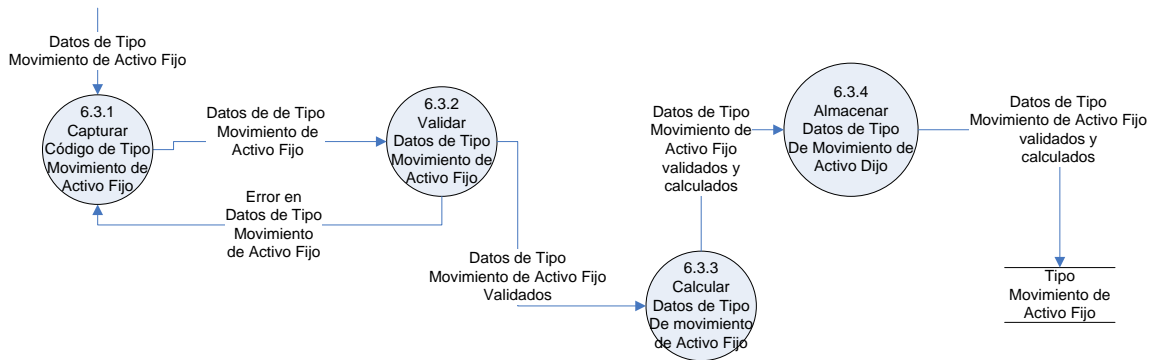 Datos de Tipo
Movimiento de Activo Fijo
6.3.1
Capturar
Código de Tipo
Movimiento de
Activo Fijo
Datos de de Tipo
Movimiento de
Activo Fijo
6.3.2
Validar
Datos de Tipo
Movimiento de
Activo Fijo
Error en
Datos de Tipo
Movimiento
de Activo Fijo
Datos de Tipo
Movimiento de Activo Fijo
Validados
6.3.3
Calcular
Datos de Tipo
De movimiento
de Activo Fijo
Datos de Tipo
Movimiento de
Activo Fijo
validados y
calculados
6.3.4
Almacenar
Datos de Tipo
De Movimiento de
Activo Dijo
Datos de Tipo
Movimiento de Activo Fijo
validados y
calculados
Tipo
Movimiento de
Activo Fijo